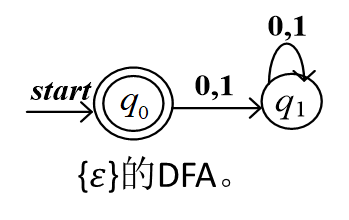 0,1
start
q₀
0,1
q₁
{ε}的DFA。